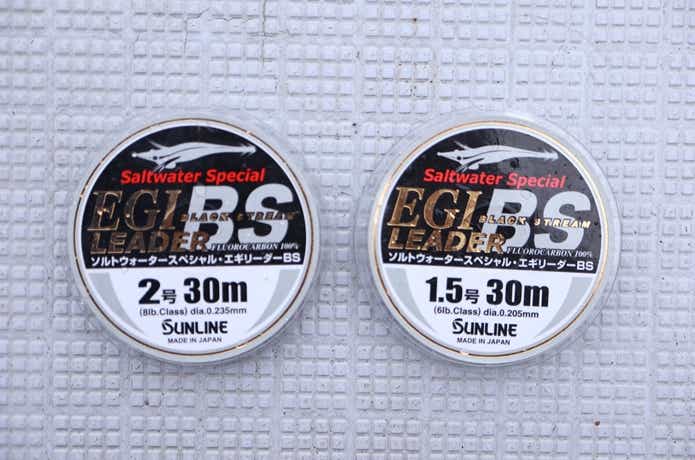 Saltwater Special
EGI BS
BLACK STREAM
LEADER
FLUOROCARBON 100%
ソルトウォータースペシャル・エギリーダーBS
2号 30m
(8lb.Class) dia.0.235mm
SUNLINE
MADE IN JAPAN
Saltwater Special
EGI BS
BLACK STREAM
LEADER
FLUOROCARBON 100%
ソルトウォータースペシャル・エギリーダーBS
1.5号 30m
(6lb.Class) dia.0.205mm
SUNLINE
MADE IN JAPAN